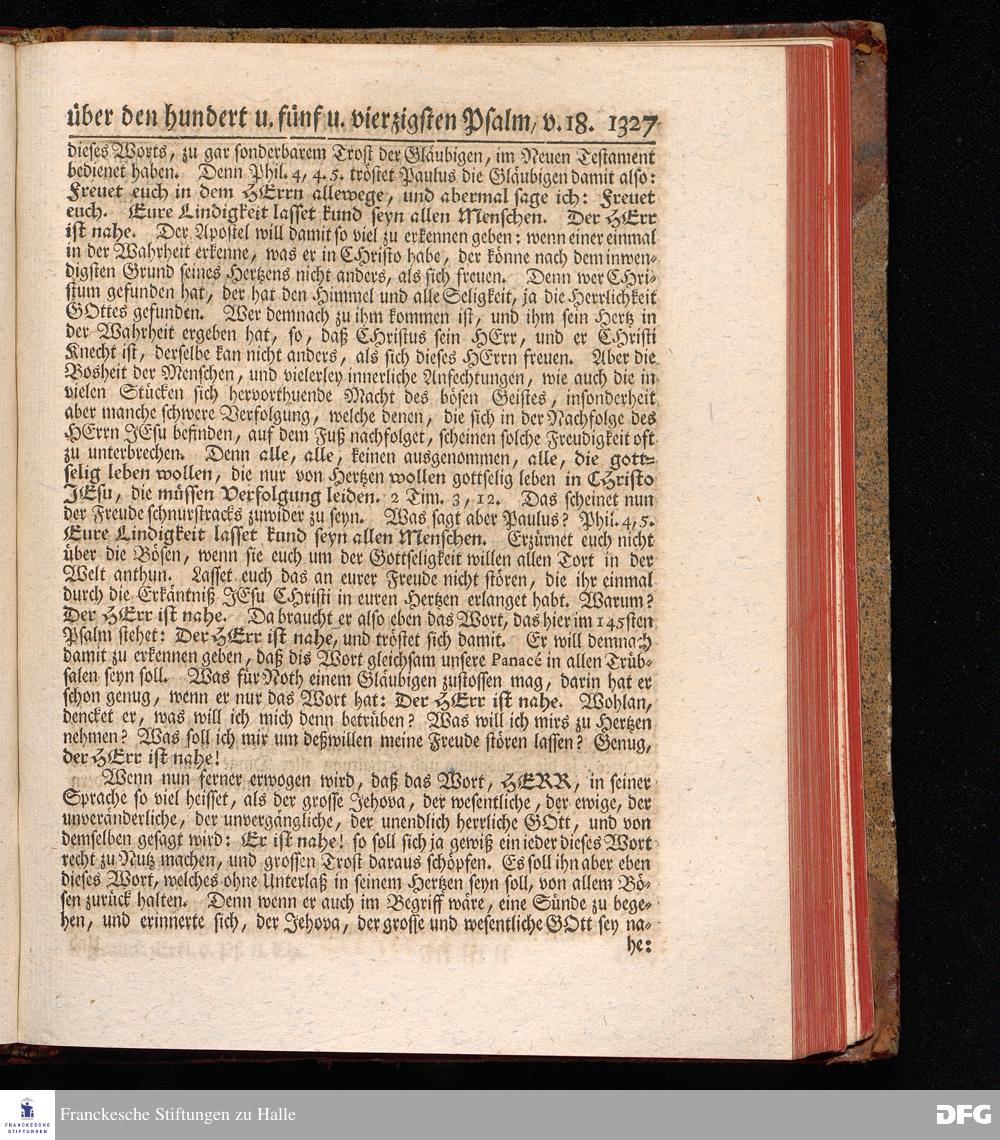 über den hundert u. fünf u. vierzigsten Psalm, v. 18. 1327
dieses Worts, zu gar sonderbarem Trost der Gläubigen, im Neuen Testament
bedienet haben. Denn Phil. 4, 4. 5. tröstet Paulus die Gläubigen damit also:
Freuet euch in dem HErrn allewege, und abermal sage ich: Freuet
euch. Eure Lindigkeit lasset kund seyn allen Menschen. Der HErr
ist nahe. Der Apostel will damit so viel zu erkennen geben: wenn einer einmal
in der Wahrheit erkenne, was er in CHristo habe, der könne nach dem inwen-
digsten Grund seines Hertzens nicht anders, als sich freuen. Denn wer CHri-
stum gefunden hat, der hat den Himmel und alle Seligkeit, ja die Herrlichkeit
GOttes gefunden. Wer demnach zu ihm kommen ist, und ihm sein Hertz in
der Wahrheit ergeben hat, so, daß CHristus sein HErr, und er CHristi
Knecht ist, derselbe kan nicht anders, als sich dieses HErrn freuen. Aber die
Bosheit der Menschen, und vielerley innerliche Anfechtungen, wie auch die in
vielen Stücken sich hervorthuende Macht des bösen Geistes, insonderheit
aber manche schwere Verfolgung, welche denen, die sich in der Nachfolge des
HErrn JEsu befinden, auf dem Fuß nachfolget, scheinen solche Freudigkeit oft
zu unterbrechen. Denn alle, alle, keinen ausgenommen, alle, die gott-
selig leben wollen, die nur von Hertzen wollen gottselig leben in CHristo
JEsu, die müssen Verfolgung leiden. 2 Tim. 3, 12. Das scheinet nun
der Freude schnurstracks zuwider zu seyn. Was sagt aber Paulus? Phil. 4, 5.
Eure Lindigkeit lasset kund seyn allen Menschen. Erzürnet euch nicht
über die Bösen, wenn sie euch um der Gottseligkeit willen allen Tort in der
Welt anthun. Lasset euch das an eurer Freude nicht stören, die ihr einmal
durch die Erkäntniß JEsu CHristi in euren Hertzen erlanget habt. Warum?
Der HErr ist nahe. Da braucht er also eben das Wort, das hier im 145sten
Psalm stehet: Der HErr ist nahe, und tröstet sich damit. Er will demnach
damit zu erkennen geben, daß dis Wort gleichsam unsere Panacé in allen Trüb-
salen seyn soll. Was für Noth einem Gläubigen zustossen mag, darin hat er
schon genug, wenn er nur das Wort hat: Der HErr ist nahe. Wohlan,
dencket er, was will ich mich denn betrüben? Was will ich mirs zu Hertzen
nehmen? Was soll ich mir um deßwillen meine Freude stören lassen? Genug,
der HErr ist nahe!
Wenn nun ferner erwogen wird, daß das Wort, HERR, in seiner
Sprache so viel heisset, als der grosse Jehova, der wesentliche, der ewige, der
unveränderliche, der unvergängliche, der unendlich herrliche GOtt, und von
demselben gesagt wird: Er ist nahe! so soll sich ja gewiß ein ieder dieses Wort
recht zu Nutz machen, und grossen Trost daraus schöpfen. Es soll ihn aber eben
dieses Wort, welches ohne Unterlaß in seinem Hertzen seyn soll, von allem Bö-
sen zurück halten. Denn wenn er auch im Begriff wäre, eine Sünde zu bege-
hen, und erinnerte sich, der Jehova, der grosse und wesentliche GOtt sey na-
he:
FRANCKESCHE
STIFTUNGEN
Franckesche Stiftungen zu Halle
DFG